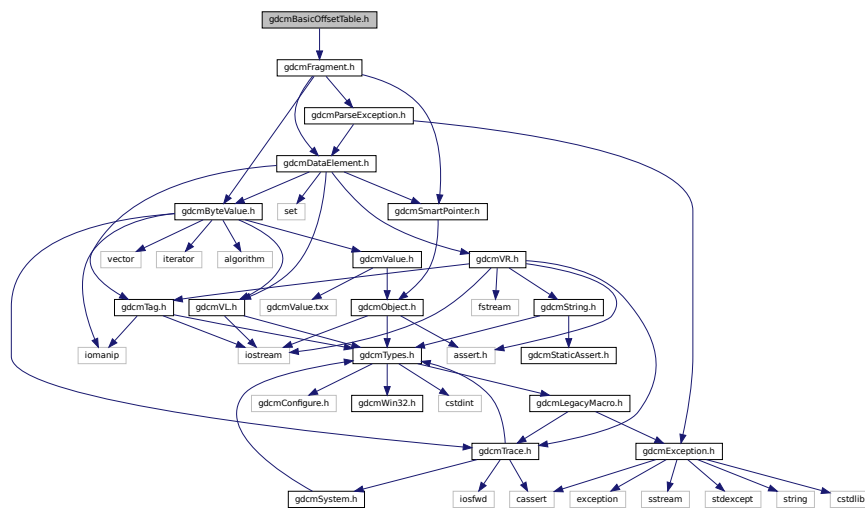 gdcmBasicOffsetTable.h
gdcmFragment.h
gdcmParseException.h
gdcmDataElement.h
gdcmByteValue.h
set
gdcmSmartPointer.h
vector
iterator
algorithm
gdcmValue.h
gdcmVR.h
gdcmTag.h
gdcmVL.h
gdcmValue.txx
gdcmObject.h
fstream
gdcmString.h
iomanip
iostream
gdcmTypes.h
assert.h
gdcmStaticAssert.h
gdcmConfigure.h
gdcmWin32.h
cstdint
gdcmLegacyMacro.h
gdcmTrace.h
gdcmException.h
gdcmSystem.h
iosfwd
cassert
exception
sstream
stdexcept
string
cstdlib